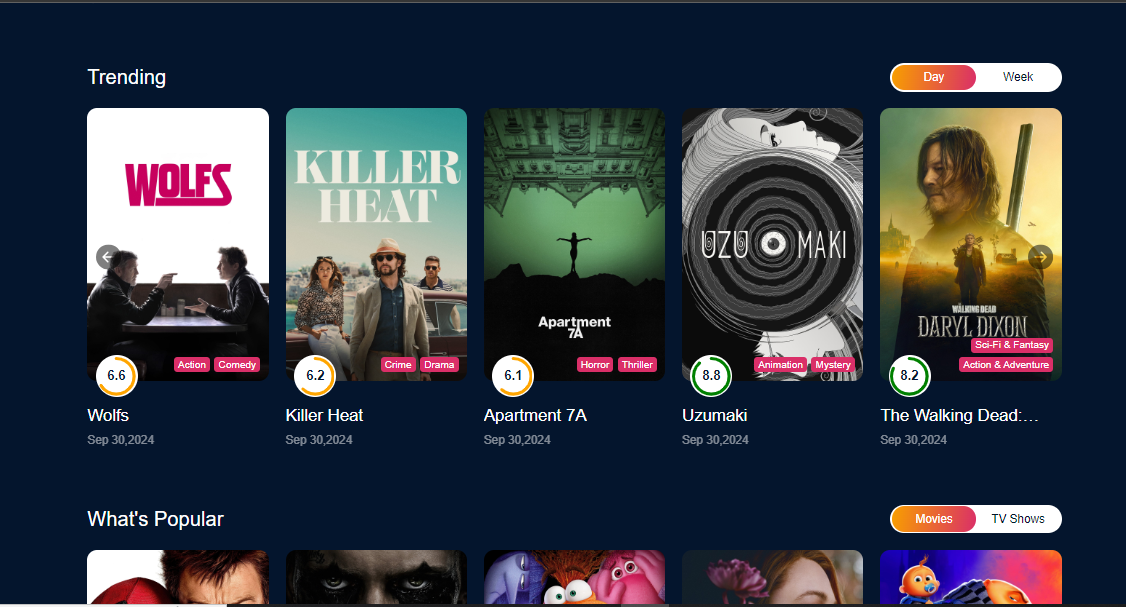 Trending
Day
Week
WOLFS
KILLER
HEAT
Apartment
7A
UZU MAKI
THE
WALKING DEAD
DARYL DIXON
Sci-Fi & Fantasy
Action
Comedy
Crime
Drama
Horror
Thriller
Animation
Mystery
Action & Adventure
6.6
6.2
6.1
8.8
8.2
Wolfs
Killer Heat
Apartment 7A
Uzumaki
The Walking Dead:...
Sep 30,2024
Sep 30,2024
Sep 30,2024
Sep 30,2024
Sep 30,2024
What's Popular
Movies
TV Shows